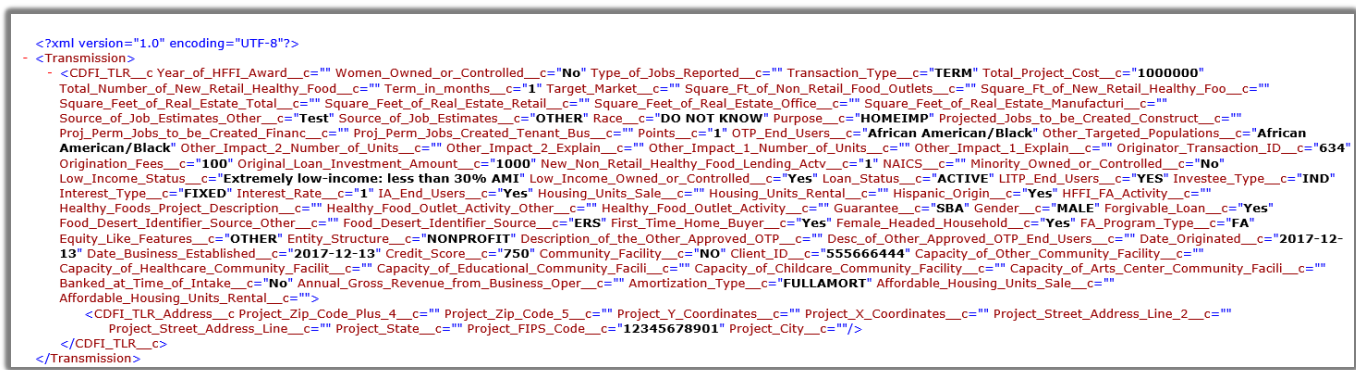 <?xml version="1.0" encoding="UTF-8"?>
- <Transmission>
- <CDFI_TLR__c Year_of_HFFI_Award__c="" Women_Owned_or_Controlled__c="No" Type_of_Jobs_Reported__c="" Transaction_Type__c="TERM" Total_Project_Cost__c="1000000"
Total_Number_of_New_Retail_Healthy_Food__c="" Term_in_months__c="1" Target_Market__c="" Square_Ft_of_Non_Retail_Food_Outlets__c="" Square_Ft_of_New_Retail_Healthy_Foo__c=""
Square_Feet_of_Real_Estate_Total__c="" Square_Feet_of_Real_Estate_Retail__c="" Square_Feet_of_Real_Estate_Office__c="" Square_Feet_of_Real_Estate_Manufacturi__c=""
Source_of_Job_Estimates_Other__c="Test" Source_of_Job_Estimates__c="OTHER" Race__c="DO NOT KNOW" Purpose__c="HOMEIMP" Projected_Jobs_to_be_Created_Construct__c=""
Proj_Perm_Jobs_to_be_Created_Financ__c="" Proj_Perm_Jobs_Created_Tenant_Bus__c="" Points__c="1" OTP_End_Users__c="African American/Black" Other_Targeted_Populations__c="African
American/Black" Other_Impact_2_Number_of_Units__c="" Other_Impact_2_Explain__c="" Other_Impact_1_Number_of_Units__c="" Other_Impact_1_Explain__c="" Originator_Transaction_ID__c="634"
Origination_Fees__c="100" Original_Loan_Investment_Amount__c="1000" New_Non_Retail_Healthy_Food_Lending_Actv__c="1" NAICS__c="" Minority_Owned_or_Controlled__c="No"
Low_Income_Status__c="Extremely low-income: less than 30% AMI" Low_Income_Owned_or_Controlled__c="Yes" Loan_Status__c="ACTIVE" LITP_End_Users__c="YES" Investee_Type__c="IND"
Interest_Type__c="FIXED" Interest_Rate__c="1" IA_End_Users__c="Yes" Housing_Units_Sale__c="" Housing_Units_Rental__c="" Hispanic_Origin__c="Yes" HFFI_FA_Activity__c=""
Healthy_Foods_Project_Description__c="" Healthy_Food_Outlet_Activity_Other__c="" Healthy_Food_Outlet_Activity__c="" Guarantee__c="SBA" Gender__c="MALE" Forgivable_Loan__c="Yes"
Food_Desert_Identifier_Source_Other__c="" Food_Desert_Identifier_Source__c="ERS" First_Time_Home_Buyer__c="Yes" Female_Headed_Household__c="Yes" FA_Program_Type__c="FA"
Equity_Like_Features__c="OTHER" Entity_Structure__c="NONPROFIT" Description_of_the_Other_Approved_OTP__c="" Desc_of_Other_Approved_OTP_End_Users__c="" Date_Originated__c="2017-12-
13" Date_Business_Established__c="2017-12-13" Credit_Score__c="750" Community_Facility__c="NO" Client_ID__c="555666444" Capacity_of_Other_Community_Facility__c=""
Capacity_of_Healthcare_Community_Facilit__c="" Capacity_of_Educational_Community_Facili__c="" Capacity_of_Childcare_Community_Facility__c="" Capacity_of_Arts_Center_Community_Facili__c=""
Banked_at_Time_of_Intake__c="No" Annual_Gross_Revenue_from_Business_Oper__c="" Amortization_Type__c="FULLAMORT" Affordable_Housing_Units_Sale__c=""
Affordable_Housing_Units_Rental__c="">
<CDFI_TLR_Address__c Project_Zip_Code_Plus_4__c="" Project_Zip_Code_5__c="" Project_Y_Coordinates__c="" Project_X_Coordinates__c="" Project_Street_Address_Line_2__c=""
Project_Street_Address_Line__c="" Project_State__c="" Project_FIPS_Code__c="12345678901" Project_City__c=""/>
</CDFI_TLR__c>
</Transmission>